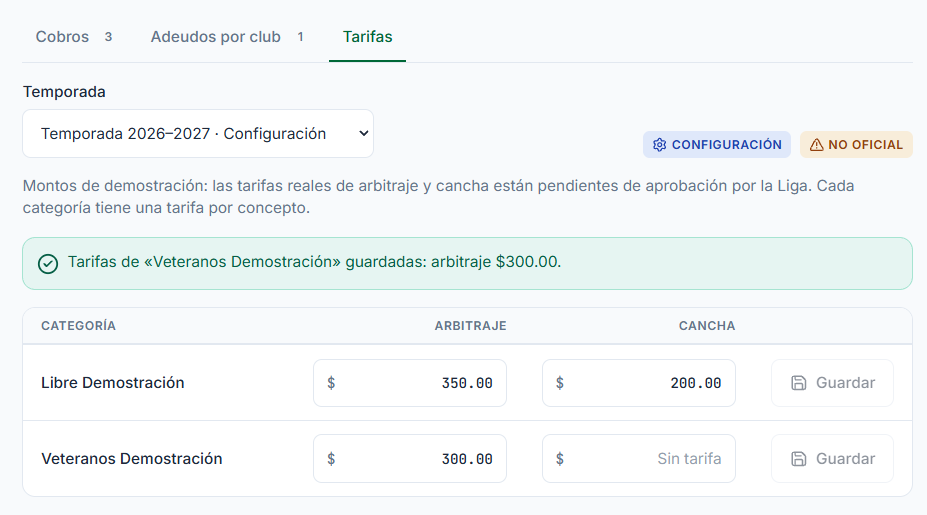 Cobros 3 Adeudos por club 1 Tarifas
Temporada
Temporada 2026–2027 · Configuración
CONFIGURACIÓN NO OFICIAL
Montos de demostración: las tarifas reales de arbitraje y cancha están pendientes de aprobación por la Liga. Cada
categoría tiene una tarifa por concepto.
Tarifas de «Veteranos Demostración» guardadas: arbitraje $300.00.
CATEGORÍA ARBITRAJE CANCHA
Libre Demostración $ 350.00 $ 200.00 Guardar
Veteranos Demostración $ 300.00 $ Sin tarifa Guardar